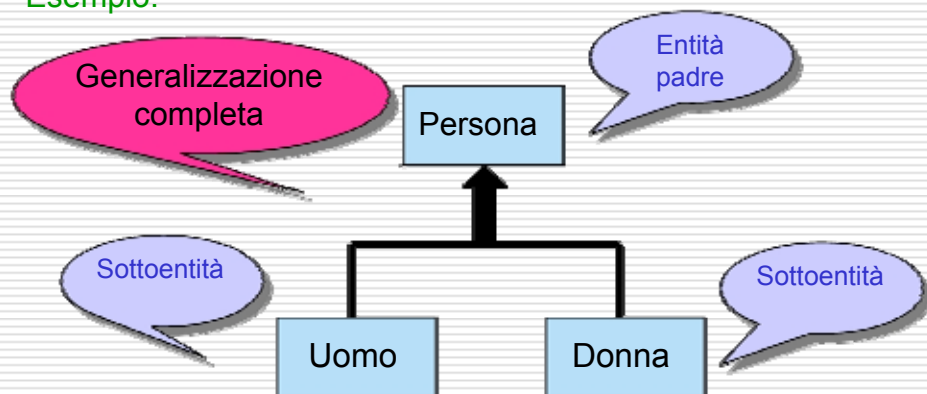 Esempio:
Generalizzazione
completa
Entità
padre
Persona
Sottoentità
Sottoentità
Uomo
Donna